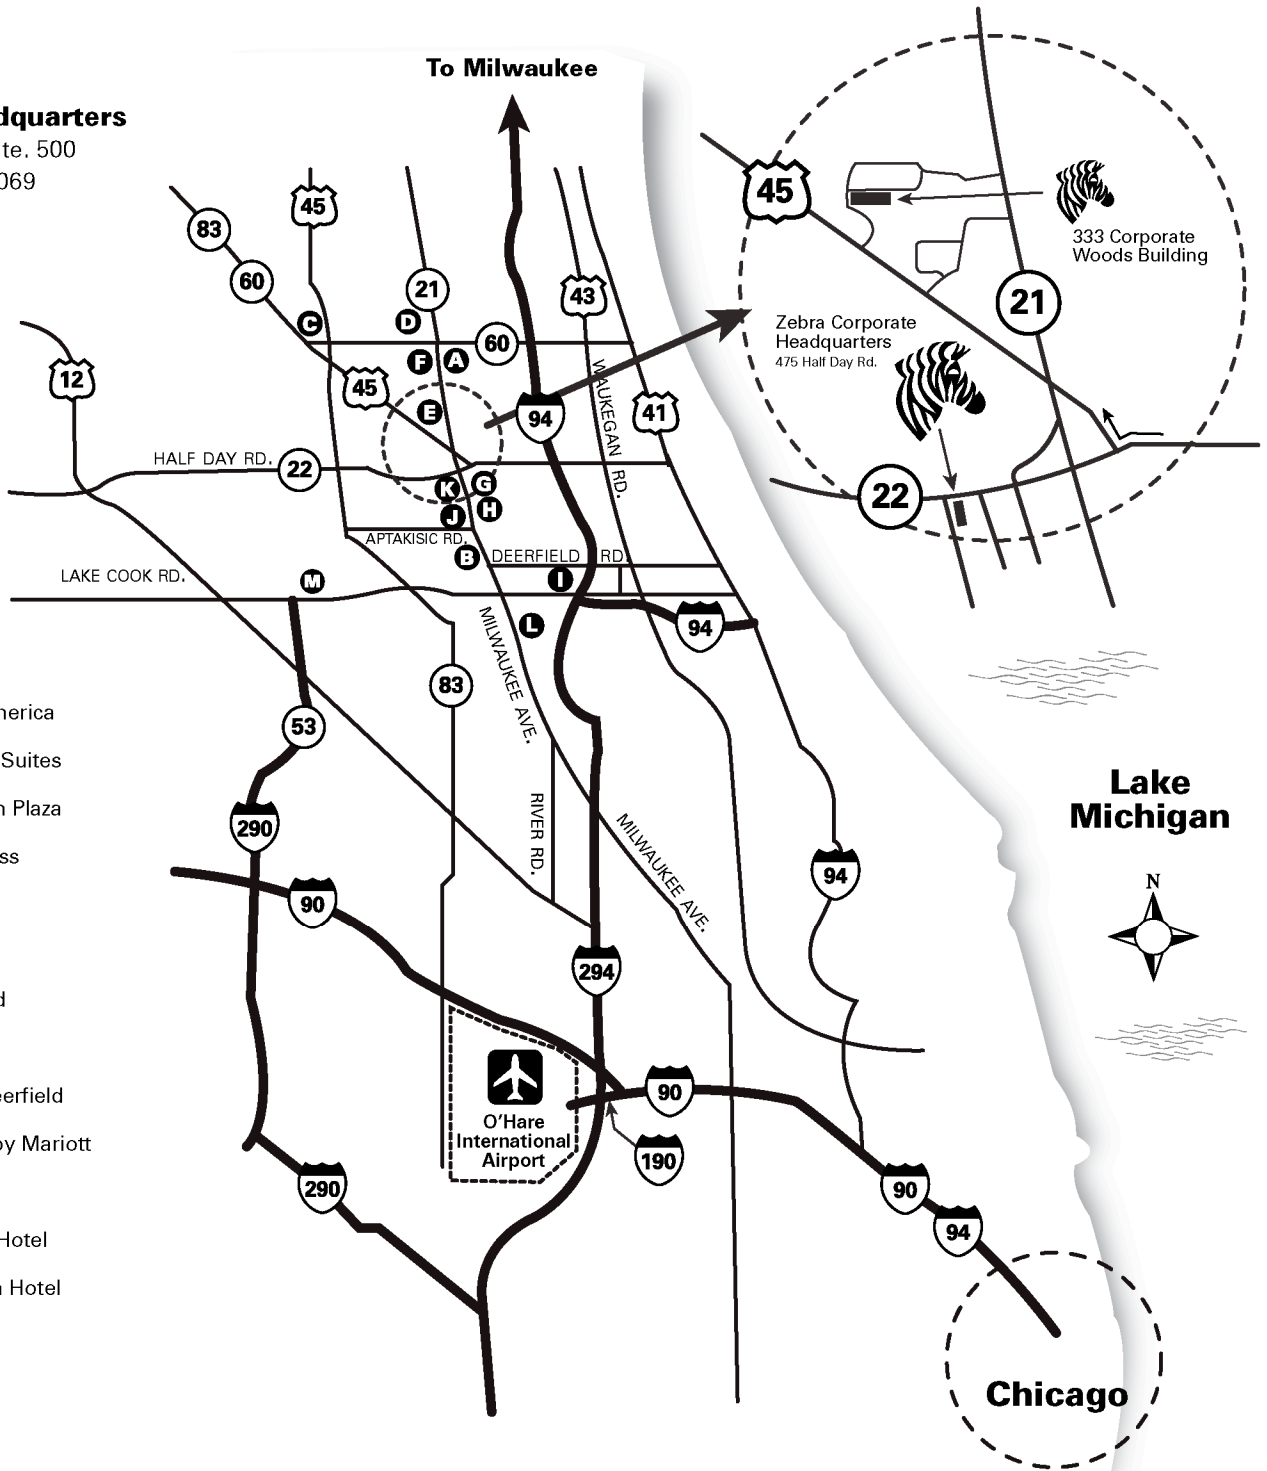 To Milwaukee
dquarters
te. 500
069
45
83
60
21
43
C
D
60
F
A
12
45
WAUKEGAN RD.
94
41
E
HALF DAY RD.
22
K
G
J
H
APTAKISIC RD.
B
DEERFIELD RD.
I
LAKE COOK RD.
M
L
94
MILWAUKEE AVE.
83
53
290
RIVER RD.
MILWAUKEE AVE.
94
90
294
O'Hare
International
Airport
90
190
290
90
94
Chicago
45
333 Corporate
Woods Building
21
Zebra Corporate
Headquarters
475 Half Day Rd.
22
Lake
Michigan
N
nerica
Suites
n Plaza
ss
d
eerfield
by Mariott
Hotel
n Hotel